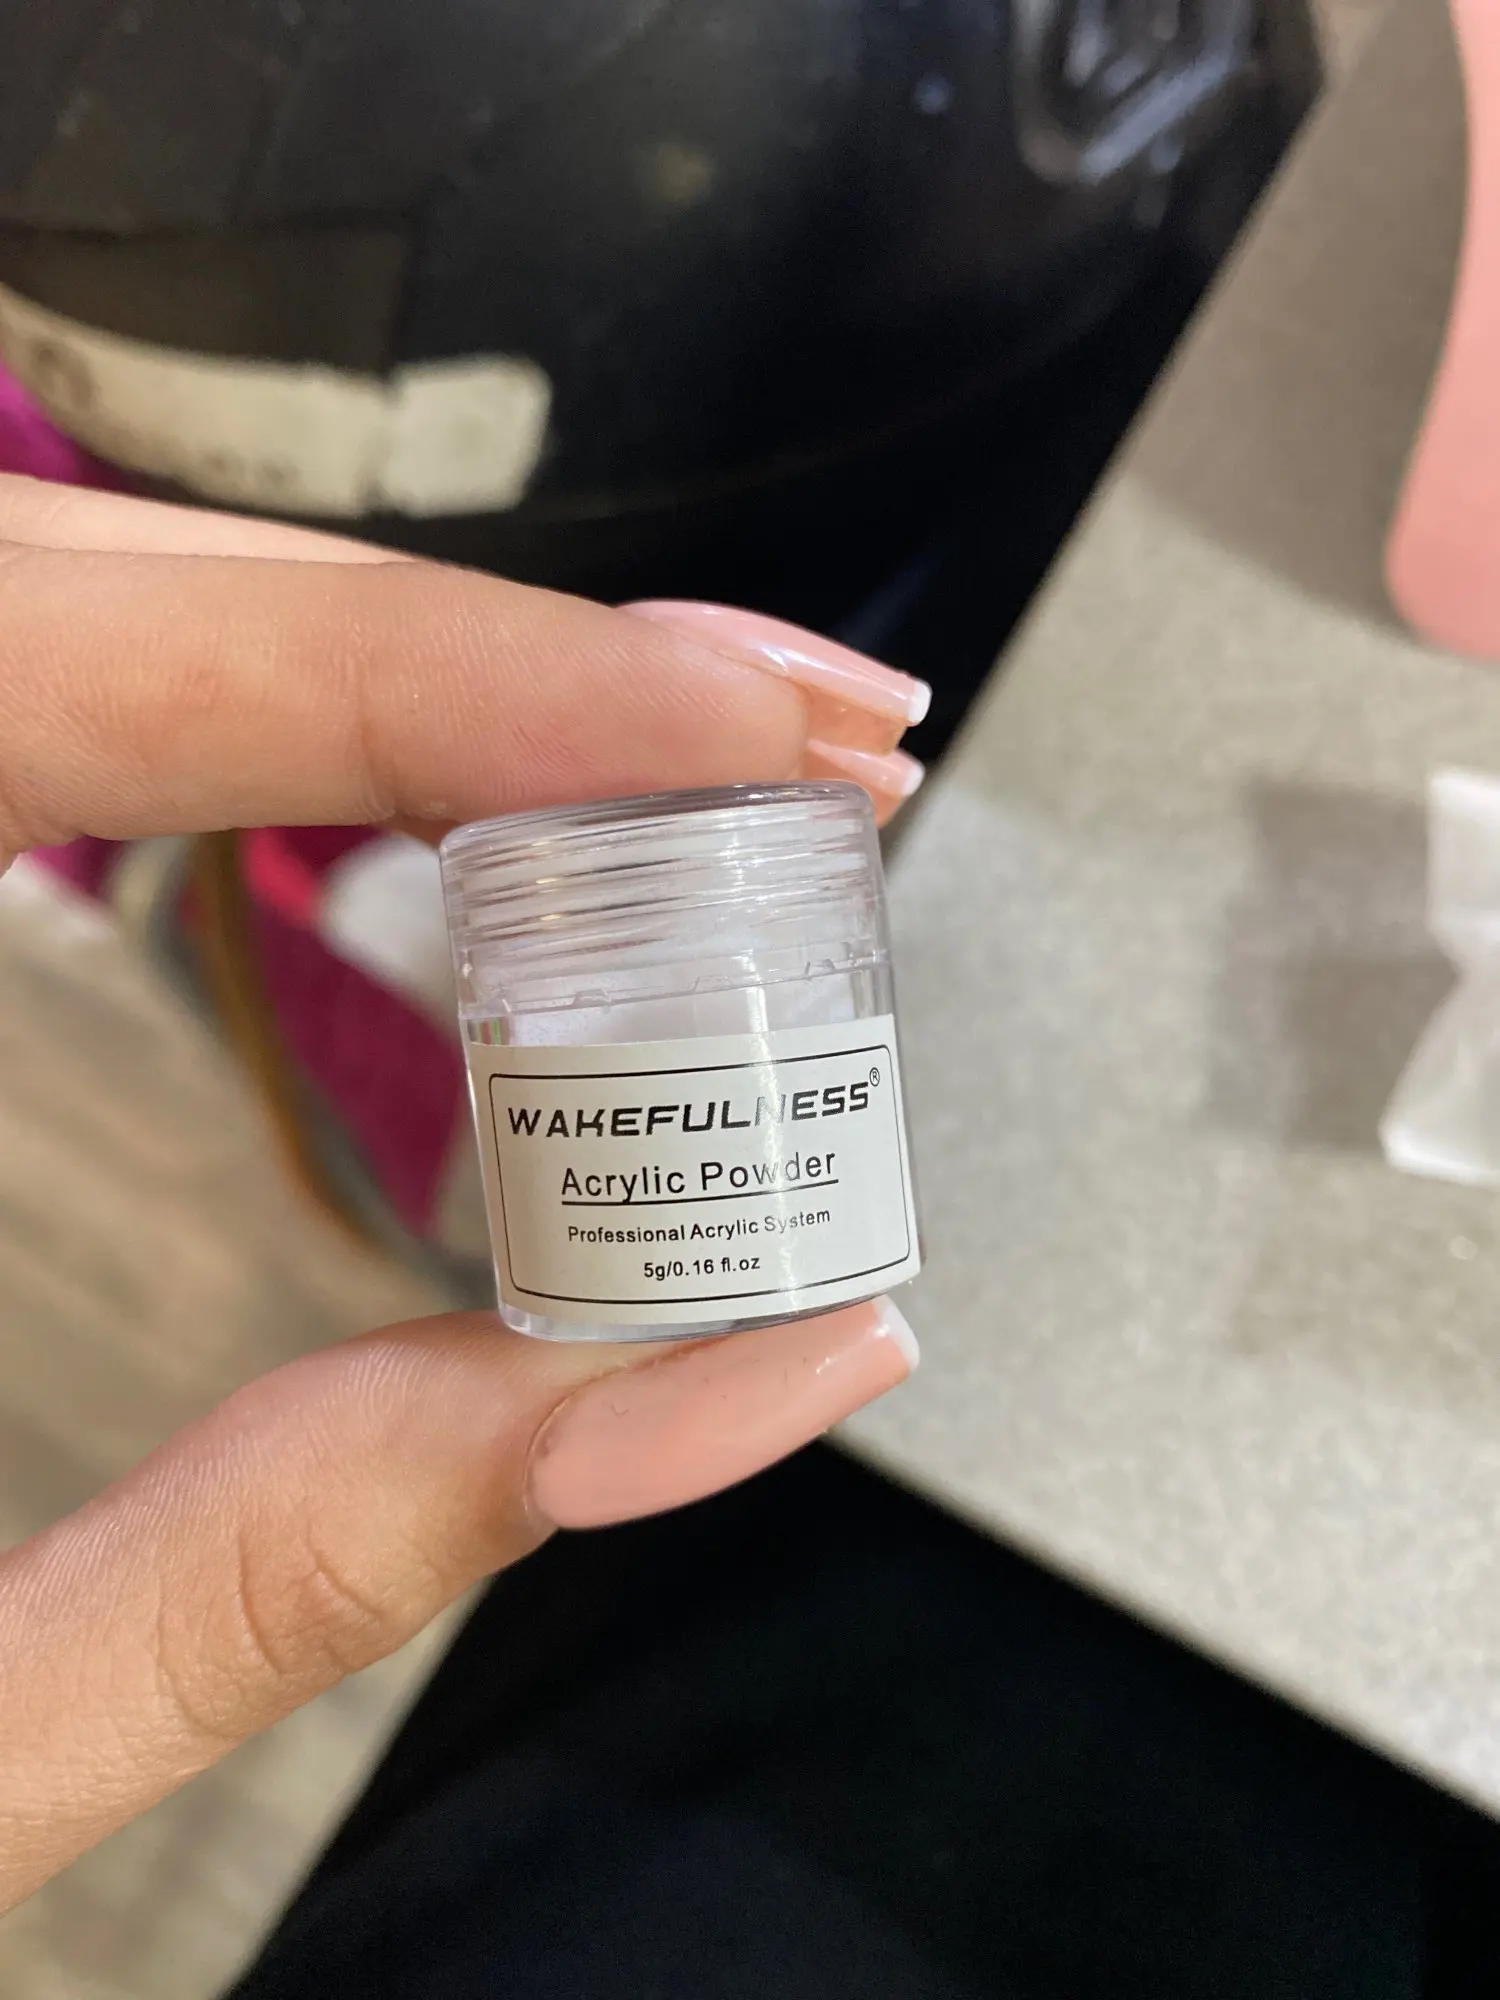 WAKEFULNESS®
Acrylic Powder
Professional Acrylic System
5g/0.16 fl.oz